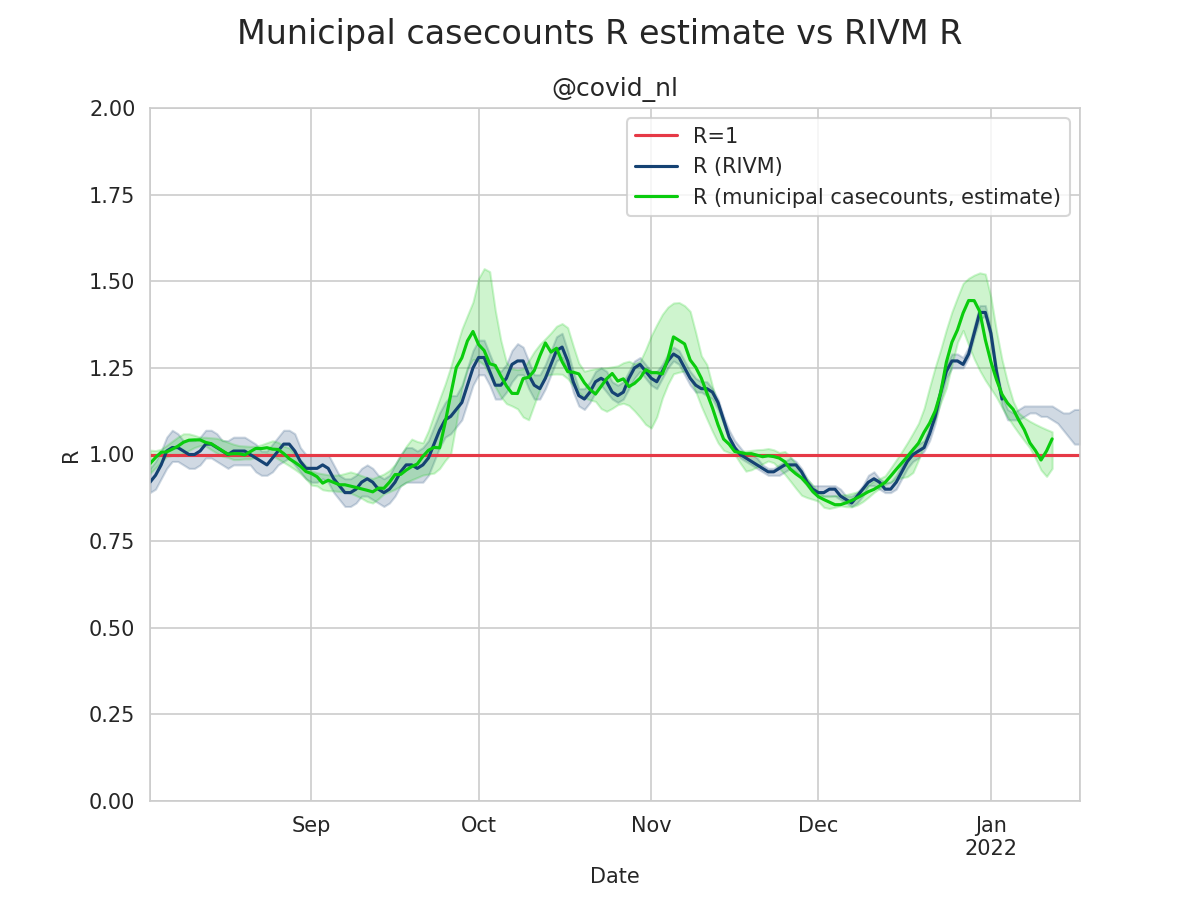 Municipal casecounts R estimate vs RIVM R
@covid_nl
R=1
R (RIVM)
R (municipal casecounts, estimate)
2.00
1.75
1.50
1.25
1.00
0.75
0.50
0.25
0.00
R
Sep
Oct
Nov
Dec
Jan
2022
Date